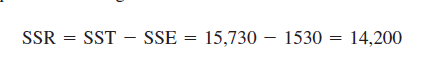 SSR = SST − SSE = 15,730 − 1530 = 14,200